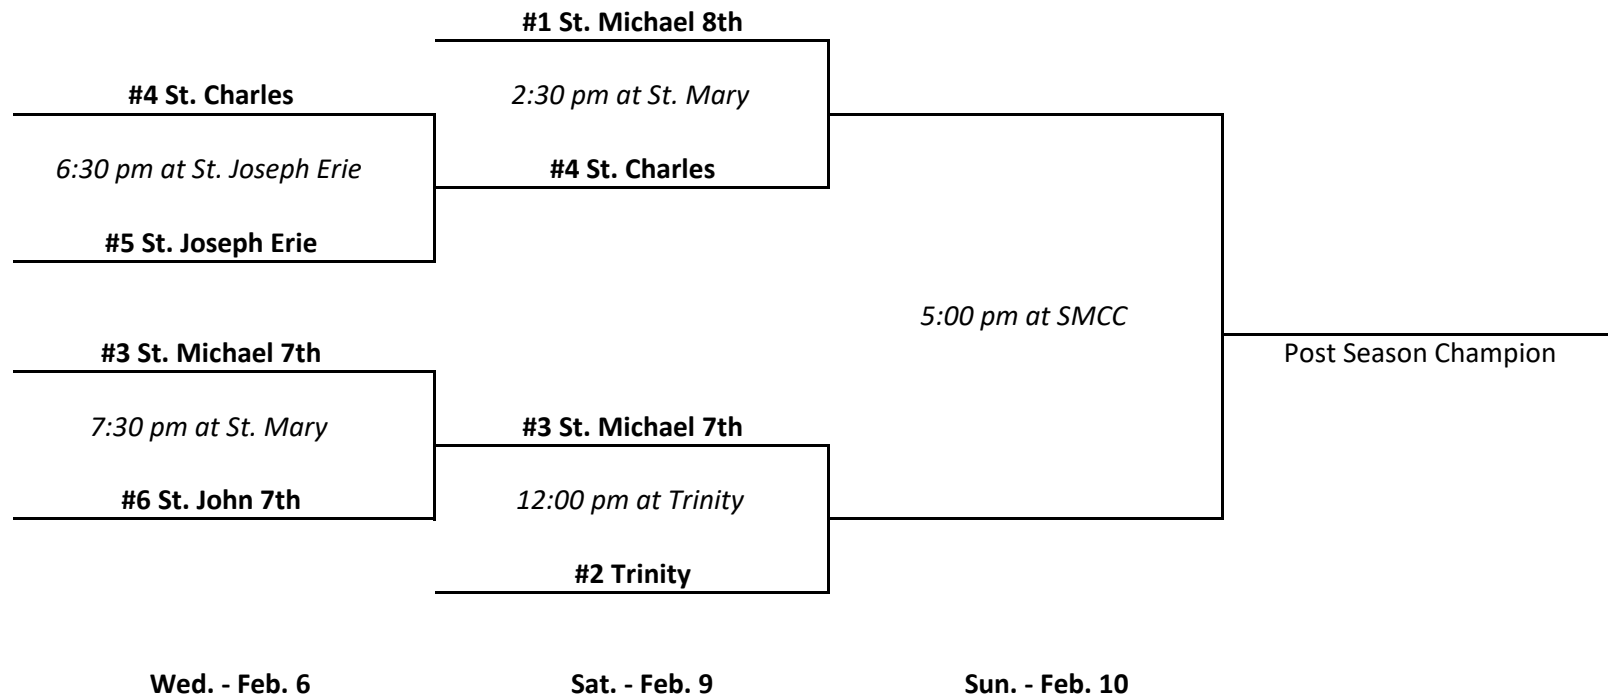 #1 St. Michael 8th
#4 St. Charles
2:30 pm at St. Mary
6:30 pm at St. Joseph Erie
#4 St. Charles
#5 St. Joseph Erie
5:00 pm at SMCC
#3 St. Michael 7th
Post Season Champion
7:30 pm at St. Mary
#3 St. Michael 7th
#6 St. John 7th
12:00 pm at Trinity
#2 Trinity
Wed. - Feb. 6
Sat. - Feb. 9
Sun. - Feb. 10